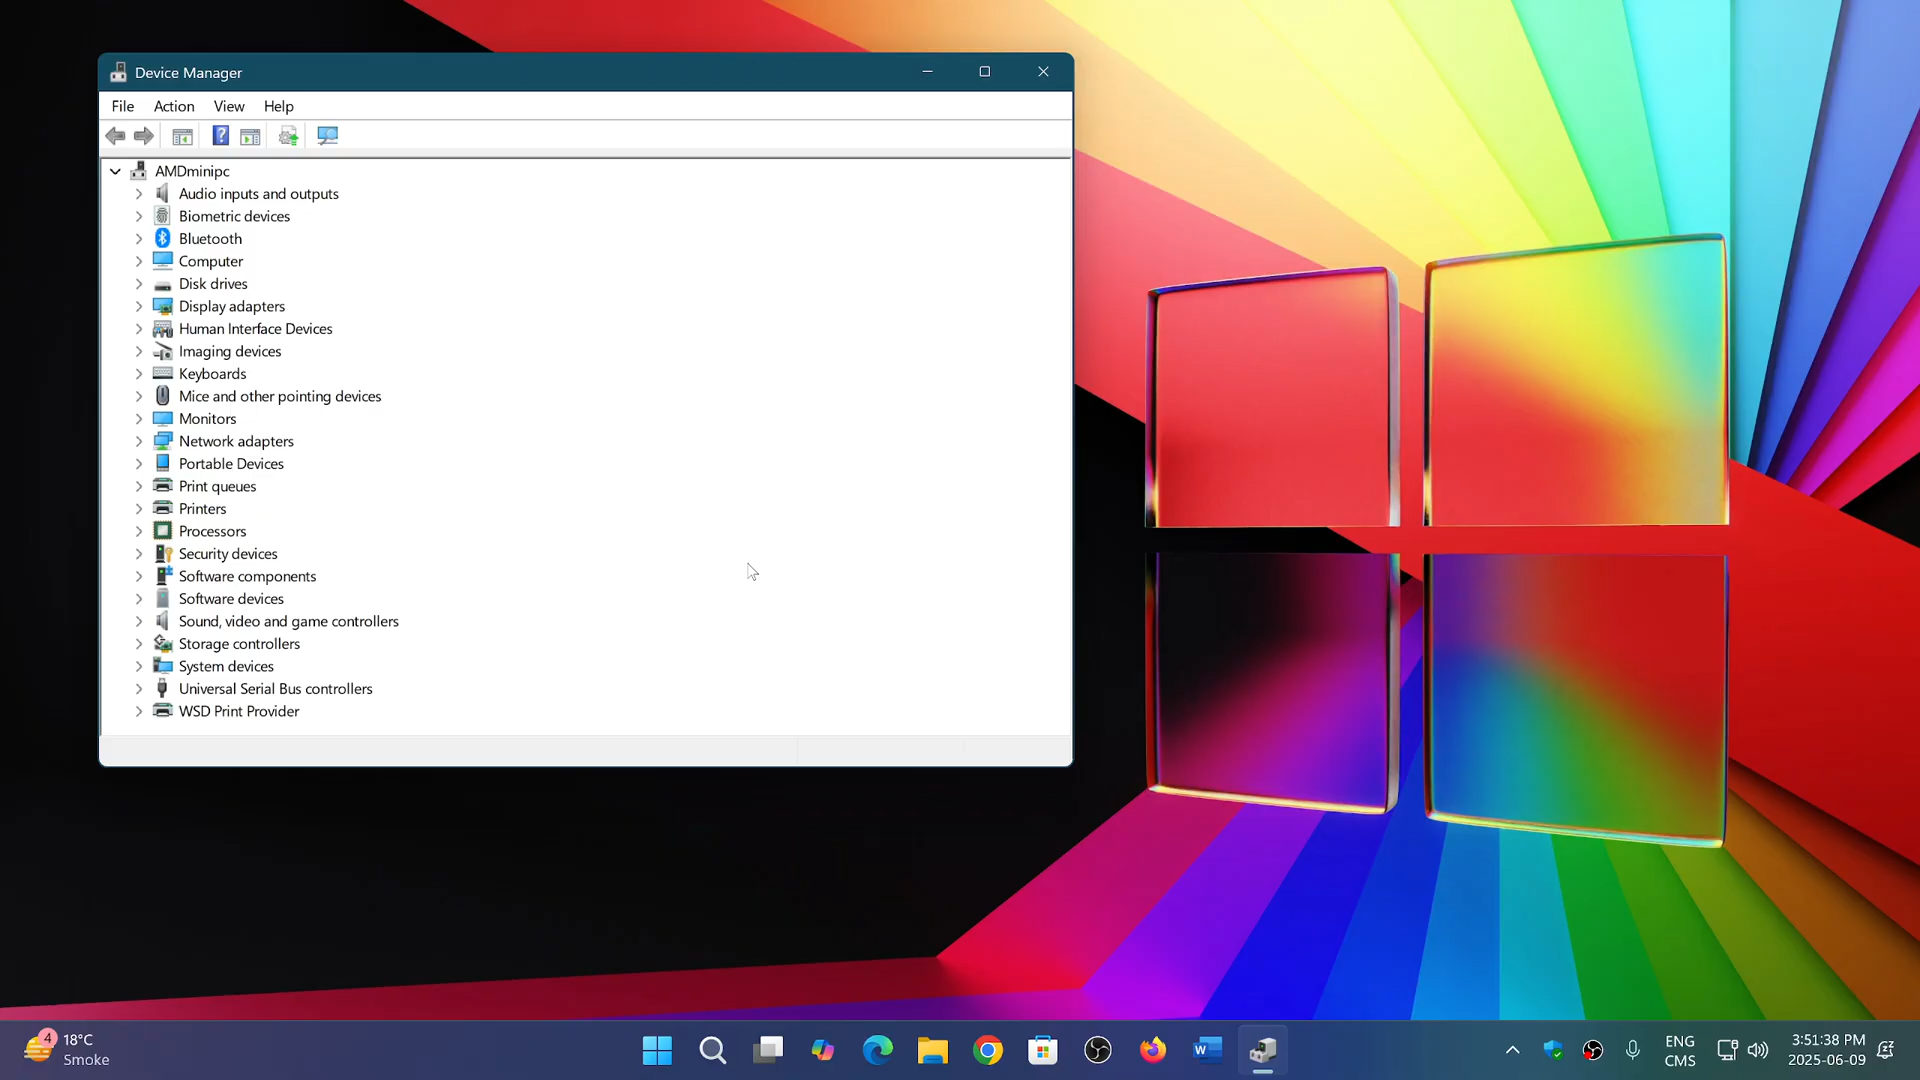 Device Manager
File Action View Help
AMDminipc
Audio inputs and outputs
Biometric devices
Bluetooth
Computer
Disk drives
Display adapters
Human Interface Devices
Imaging devices
Keyboards
Mice and other pointing devices
Monitors
Network adapters
Portable Devices
Print queues
Printers
Processors
Security devices
Software components
Software devices
Sound, video and game controllers
Storage controllers
System devices
Universal Serial Bus controllers
WSD Print Provider
4
18°C
Smoke
W
ENG
CMS
3:51:38 PM
2025-06-09